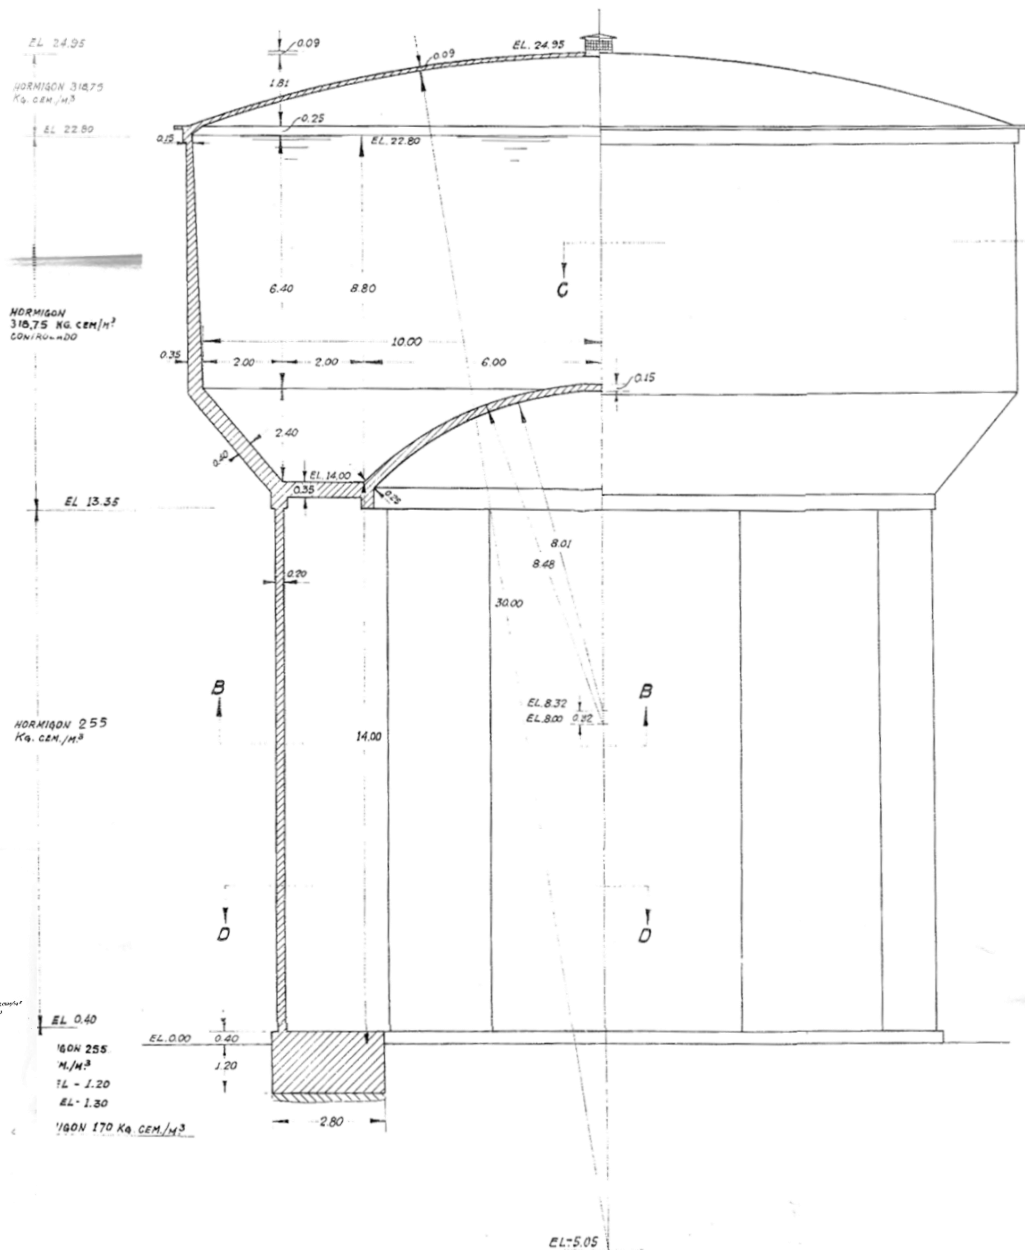 EL 24.95
0.09
EL. 24.95
0.09
HORMIGON 318,75
KG. CEM./M³
1.81
0.25
EL 22.80
0.15
EL. 22.80
C
6.40
8.80
HORMIGON
318,75 KG. CEM/M³
CONTROLADO
10.00
0.35
2.00
2.00
6.00
0.15
2.40
0.40
EL. 14.00
0.35
0.25
EL 13.35
8.01
8.48
0.20
30.00
B
B
EL. 8.32
EL. 8.00
0.32
HORMIGON 255
KG. CEM./M³
14.00
D
D
EL 0.40
EL. 0.00
0.40
1.20
IGON 255
M./M³
EL - 1.20
EL - 1.30
IGON 170 KG. CEM./M³
2.80
EL-5.05